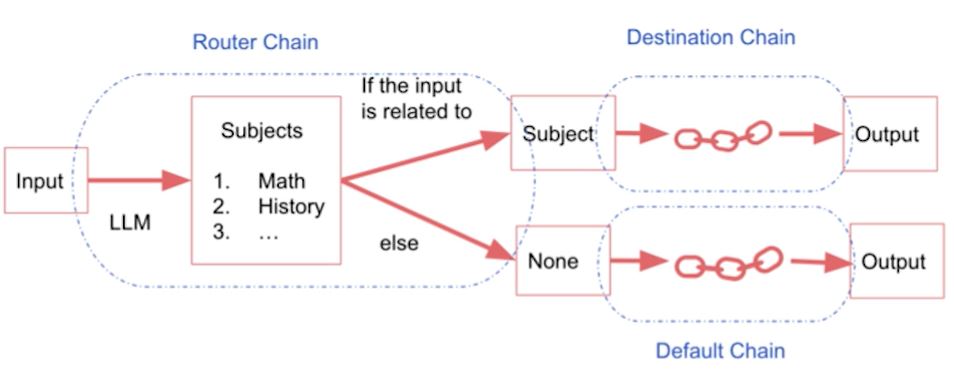 Router Chain
Destination Chain
If the input
is related to
Subjects
1. Math
2. History
3. ...
Input
LLM
else
Subject
Output
None
Output
Default Chain